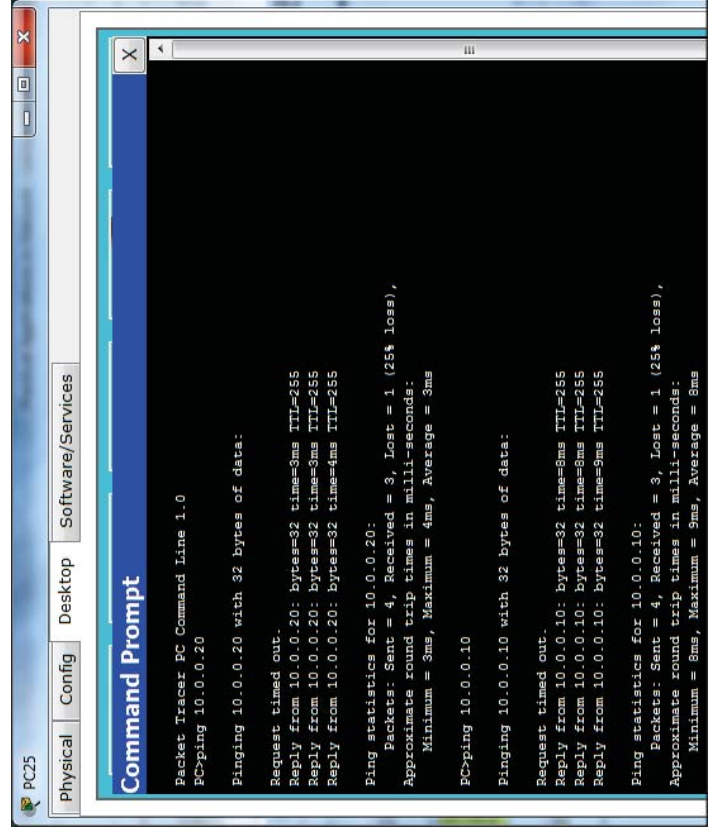 PC25
Physical Config Desktop Software/Services
Command Prompt
X
Packet Tracer PC Command Line 1.0
PC>ping 10.0.0.20
Pinging 10.0.0.20 with 32 bytes of data:
Request timed out.
Reply from 10.0.0.20: bytes=32 time=3ms TTL=255
Reply from 10.0.0.20: bytes=32 time=3ms TTL=255
Reply from 10.0.0.20: bytes=32 time=4ms TTL=255
Ping statistics for 10.0.0.20:
Packets: Sent = 4, Received = 3, Lost = 1 (25% loss),
Approximate round trip times in milli-seconds:
Minimum = 3ms, Maximum = 4ms, Average = 3ms
PC>ping 10.0.0.10
Pinging 10.0.0.10 with 32 bytes of data:
Request timed out.
Reply from 10.0.0.10: bytes=32 time=8ms TTL=255
Reply from 10.0.0.10: bytes=32 time=8ms TTL=255
Reply from 10.0.0.10: bytes=32 time=9ms TTL=255
Ping statistics for 10.0.0.10:
Packets: Sent = 4, Received = 3, Lost = 1 (25% loss),
Approximate round trip times in milli-seconds:
Minimum = 8ms, Maximum = 9ms, Average = 8ms